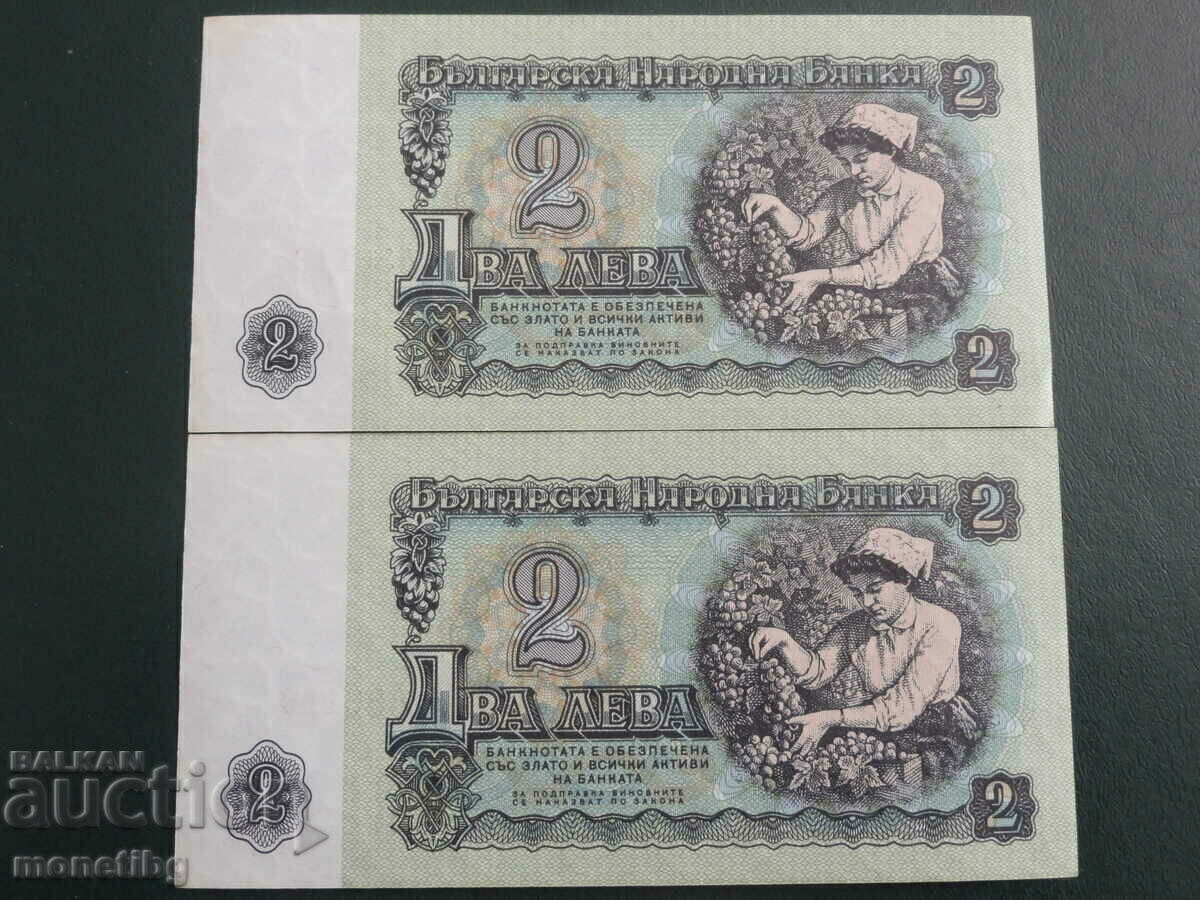 Българска Народна Банка
2
2
Два лева
Банкнотата е обезпечена
със злато и всички активи
на банката
За подправка виновните
се наказват по закона
2
2
Българска Народна Банка
2
2
Два лева
Банкнотата е обезпечена
със злато и всички активи
на банката
За подправка виновните
се наказват по закона
2
2
BALKAN
auction
monetibg